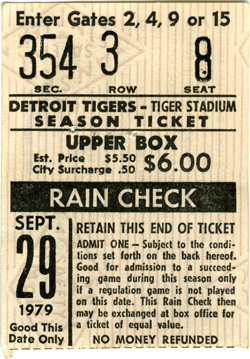 Enter Gates 2, 4, 9 or 15
354 3 8
SEC. ROW SEAT
DETROIT TIGERS - TIGER STADIUM
SEASON TICKET
UPPER BOX
Est. Price $5.50
City Surcharge .50 $6.00
RAIN CHECK
SEPT.
29
1979
Good This
Date Only
RETAIN THIS END OF TICKET
ADMIT ONE - Subject to the condi-
tions set forth on the back hereof.
Good for admission to a succeed-
ing game during this season only
if a regulation game is not played
on this date. This Rain Check may
then be exchanged at box office for
a ticket of equal value.
NO MONEY REFUNDED